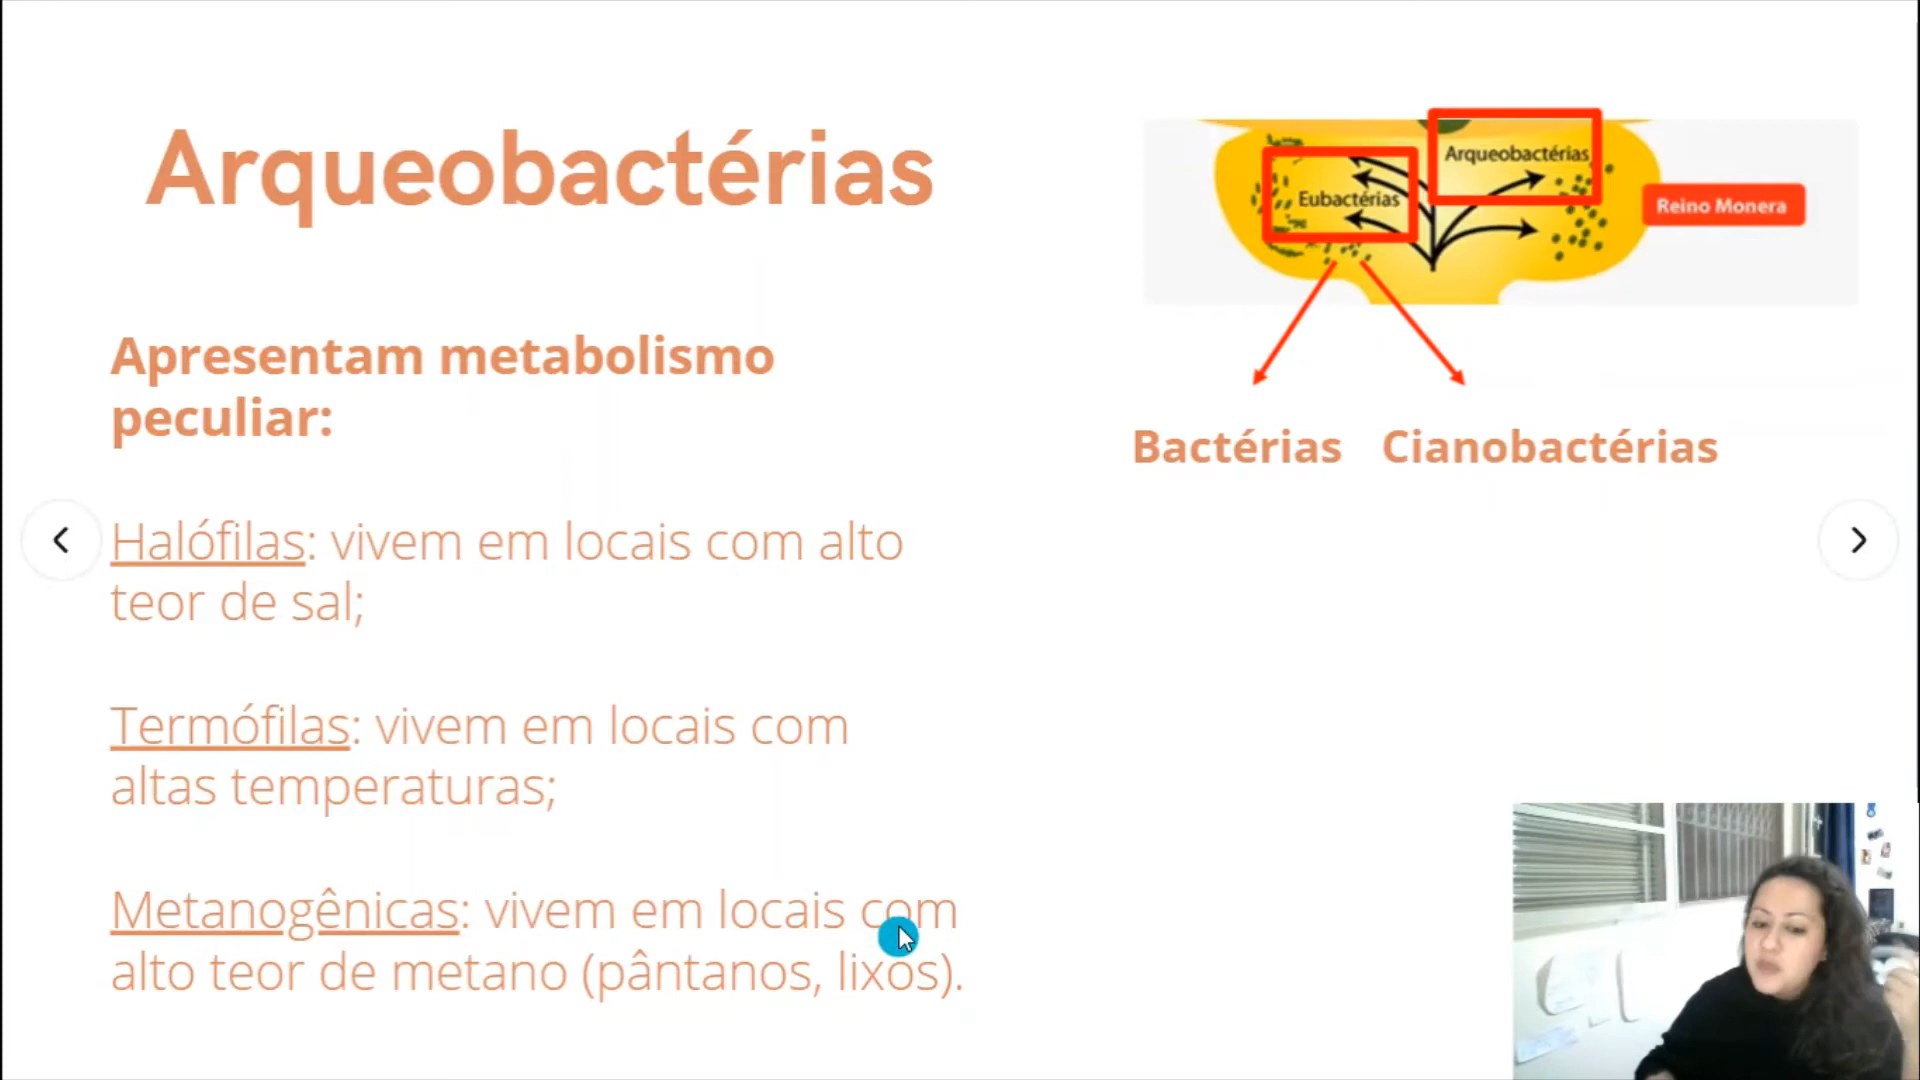 Arqueobactérias
Apresentam metabolismo
peculiar:
Halófilas: vivem em locais com alto
teor de sal;
Termófilas: vivem em locais com
altas temperaturas;
Metanogênicas: vivem em locais com
alto teor de metano (pântanos, lixos).
Arqueobactérias
Eubactérias
Reino Monera
Bactérias Cianobactérias